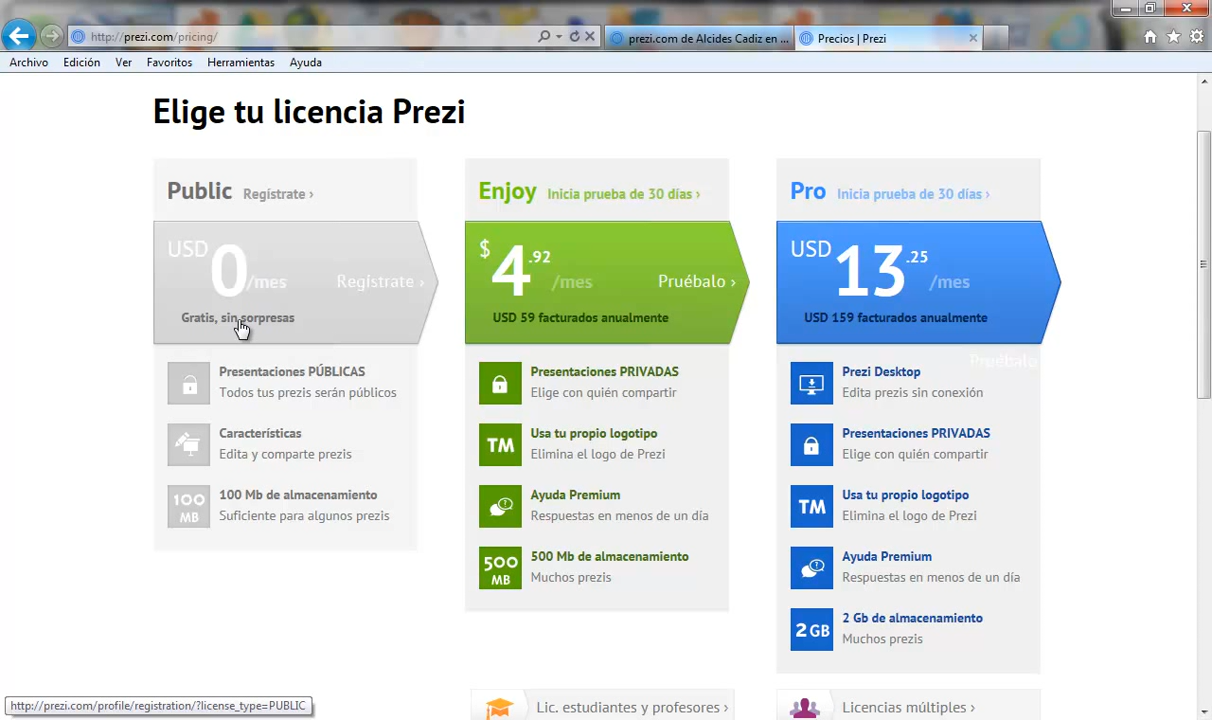 http://prezi.com/pricing/
prezi.com de Alcides Cadiz en ...
Precios | Prezi
Archivo Edición Ver Favoritos Herramientas Ayuda
Elige tu licencia Prezi
Public Regístrate ›
USD 0 /mes Regístrate ›
Gratis, sin sorpresas
Presentaciones PÚBLICAS
Todos tus prezis serán públicos
Características
Edita y comparte prezis
100 MB
100 Mb de almacenamiento
Suficiente para algunos prezis
Enjoy Inicia prueba de 30 días ›
$ 4.92 /mes Pruébalo ›
USD 59 facturados anualmente
Presentaciones PRIVADAS
Elige con quién compartir
TM
Usa tu propio logotipo
Elimina el logo de Prezi
Ayuda Premium
Respuestas en menos de un día
500 MB
500 Mb de almacenamiento
Muchos prezis
Pro Inicia prueba de 30 días ›
USD 13.25 /mes
USD 159 facturados anualmente
Pruébalo
Prezi Desktop
Edita prezis sin conexión
Presentaciones PRIVADAS
Elige con quién compartir
TM
Usa tu propio logotipo
Elimina el logo de Prezi
Ayuda Premium
Respuestas en menos de un día
2 GB
2 Gb de almacenamiento
Muchos prezis
Lic. estudiantes y profesores ›
Licencias múltiples ›
http://prezi.com/profile/registration/?license_type=PUBLIC